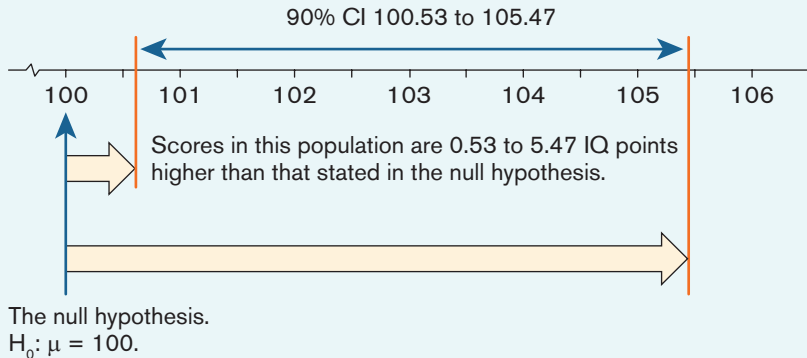 90% CI 100.53 to 105.47
100 101 102 103 104 105 106
Scores in this population are 0.53 to 5.47 IQ points
higher than that stated in the null hypothesis.
The null hypothesis.
H₀: μ = 100.